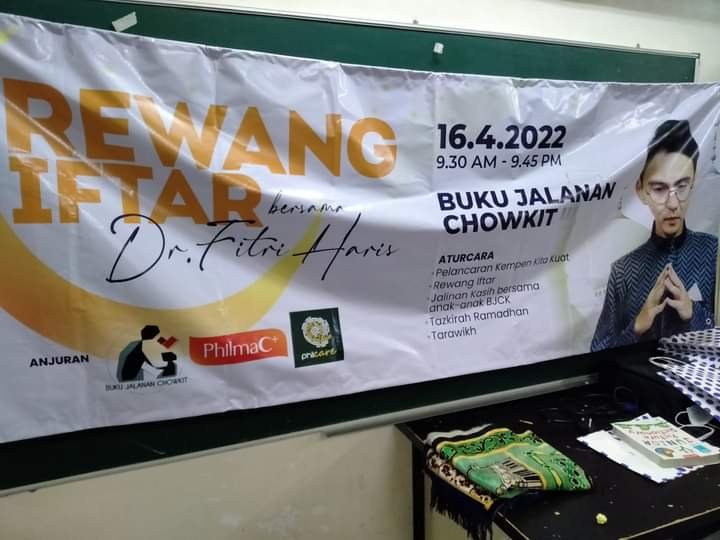 REWANG
IFTAR bersama
Dr. Fitri Haris
16.4.2022
9.30 AM - 9.45 PM
BUKU JALANAN
CHOWKIT
ATURCARA
·Pelancaran Kempen Kita Kuat
·Rewang Iftar
·Jalinan Kasih bersama
anak-anak BJCK
·Tazkirah Ramadhan
·Tarawikh
ANJURAN
BUKU JALANAN CHOWKIT
PhilmaC+
philcare